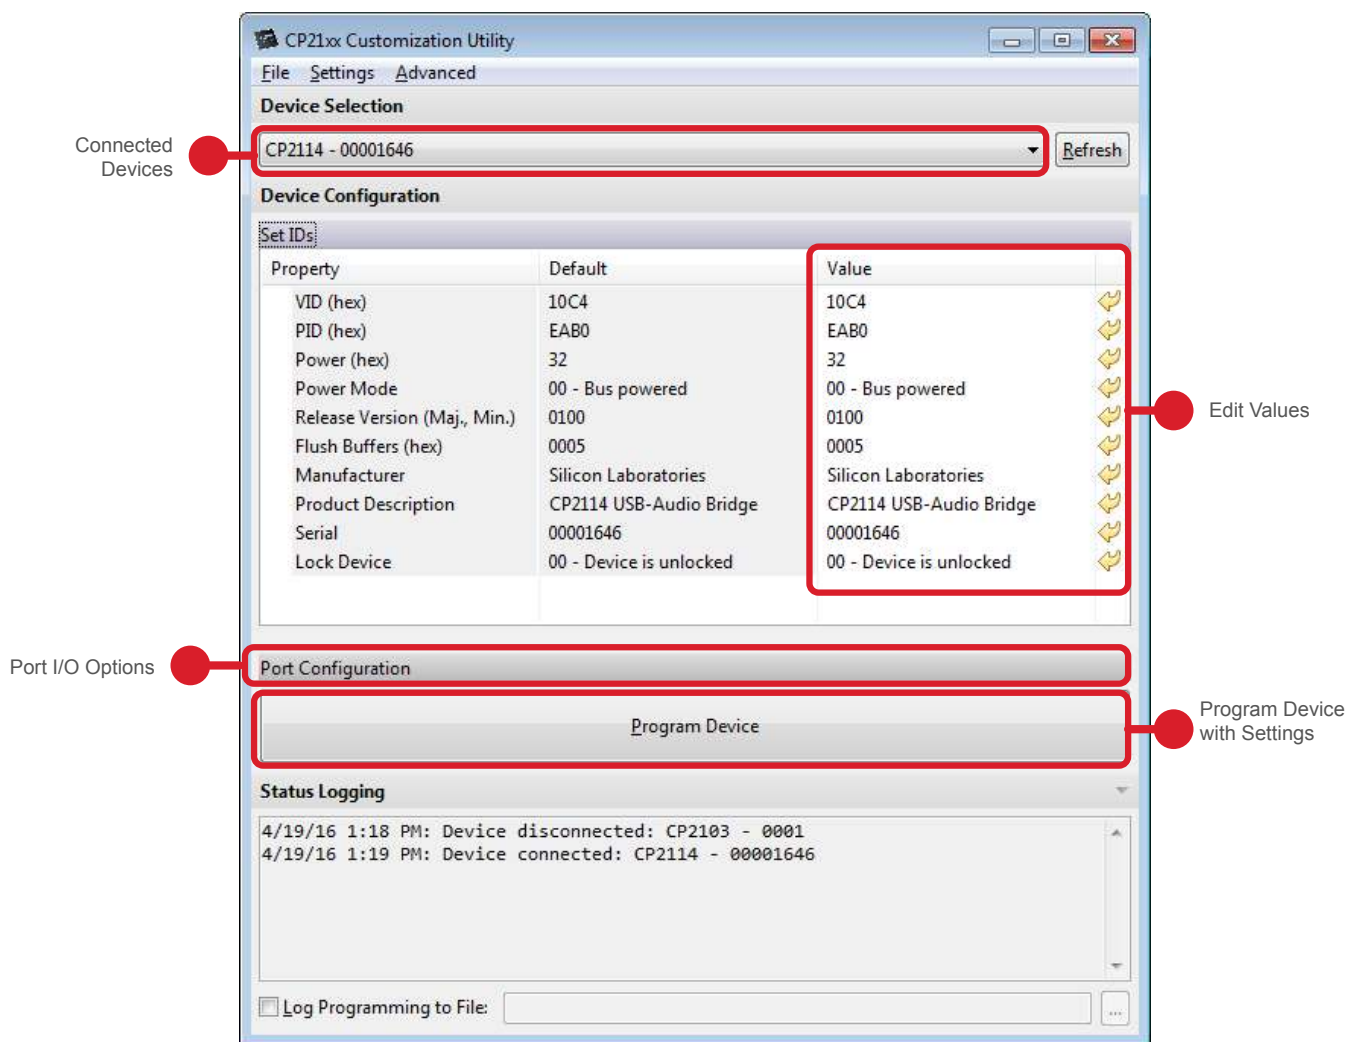 CP21xx Customization Utility
File Settings Advanced
Device Selection
Connected
Devices
CP2114 - 00001646
Refresh
Device Configuration
Set IDs
Property Default Value
VID (hex) 10C4 10C4
PID (hex) EAB0 EAB0
Power (hex) 32 32
Power Mode 00 - Bus powered 00 - Bus powered
Release Version (Maj., Min.) 0100 0100
Edit Values
Flush Buffers (hex) 0005 0005
Manufacturer Silicon Laboratories Silicon Laboratories
Product Description CP2114 USB-Audio Bridge CP2114 USB-Audio Bridge
Serial 00001646 00001646
Lock Device 00 - Device is unlocked 00 - Device is unlocked
Port I/O Options
Port Configuration
Program Device
Program Device
with Settings
Status Logging
4/19/16 1:18 PM: Device disconnected: CP2103 - 0001
4/19/16 1:19 PM: Device connected: CP2114 - 00001646
Log Programming to File:
...